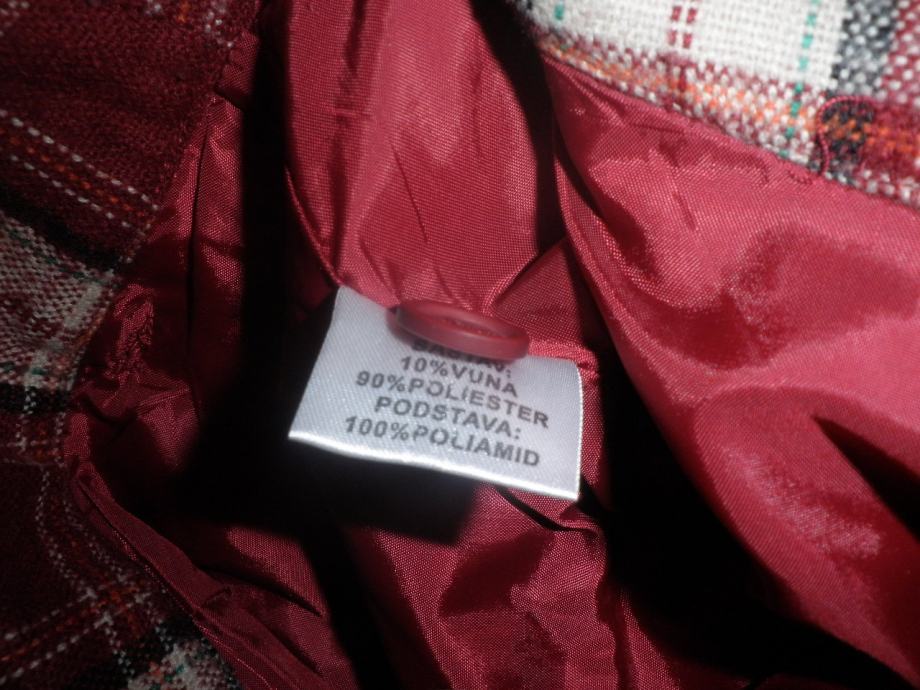 SASTAV:
10%VUNA
90%POLIESTER
PODSTAVA:
100%POLIAMID